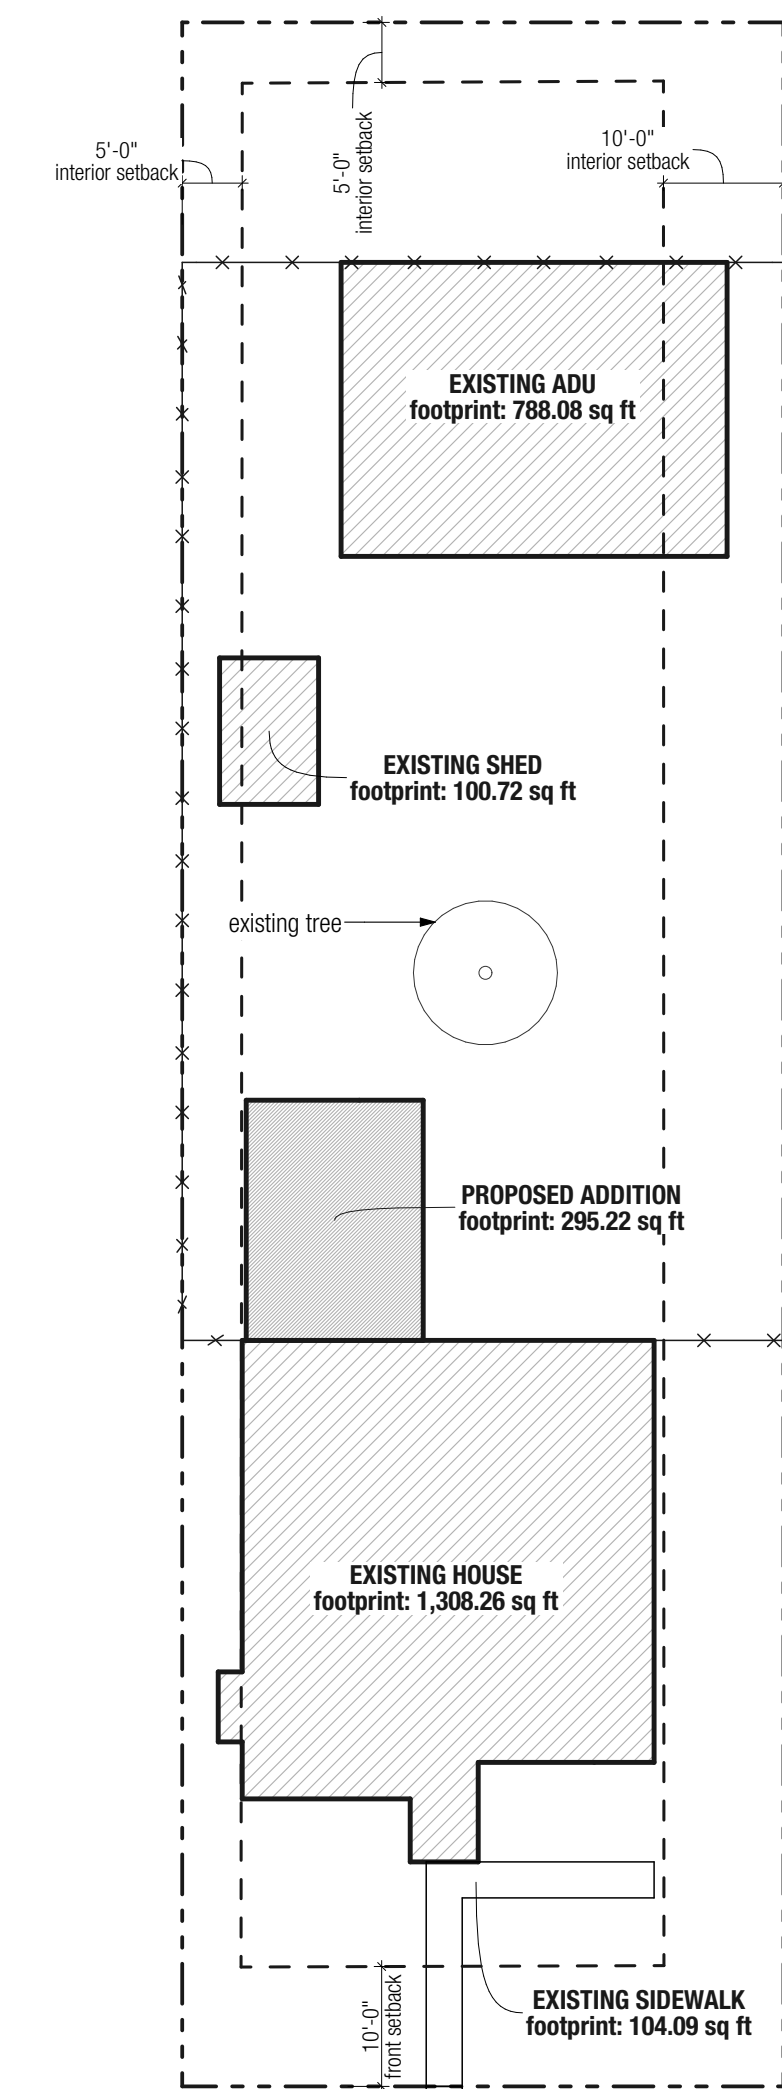 5'-0"
interior setback
5'-0"
interior setback
10'-0"
interior setback
EXISTING ADU
footprint: 788.08 sq ft
EXISTING SHED
footprint: 100.72 sq ft
existing tree
PROPOSED ADDITION
footprint: 295.22 sq ft
EXISTING HOUSE
footprint: 1,308.26 sq ft
10'-0"
front setback
EXISTING SIDEWALK
footprint: 104.09 sq ft